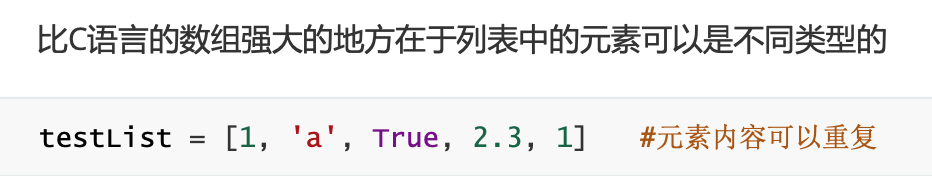 比C语言的数组强大的地方在于列表中的元素可以是不同类型的
testList = [1, 'a', True, 2.3, 1]   #元素内容可以重复